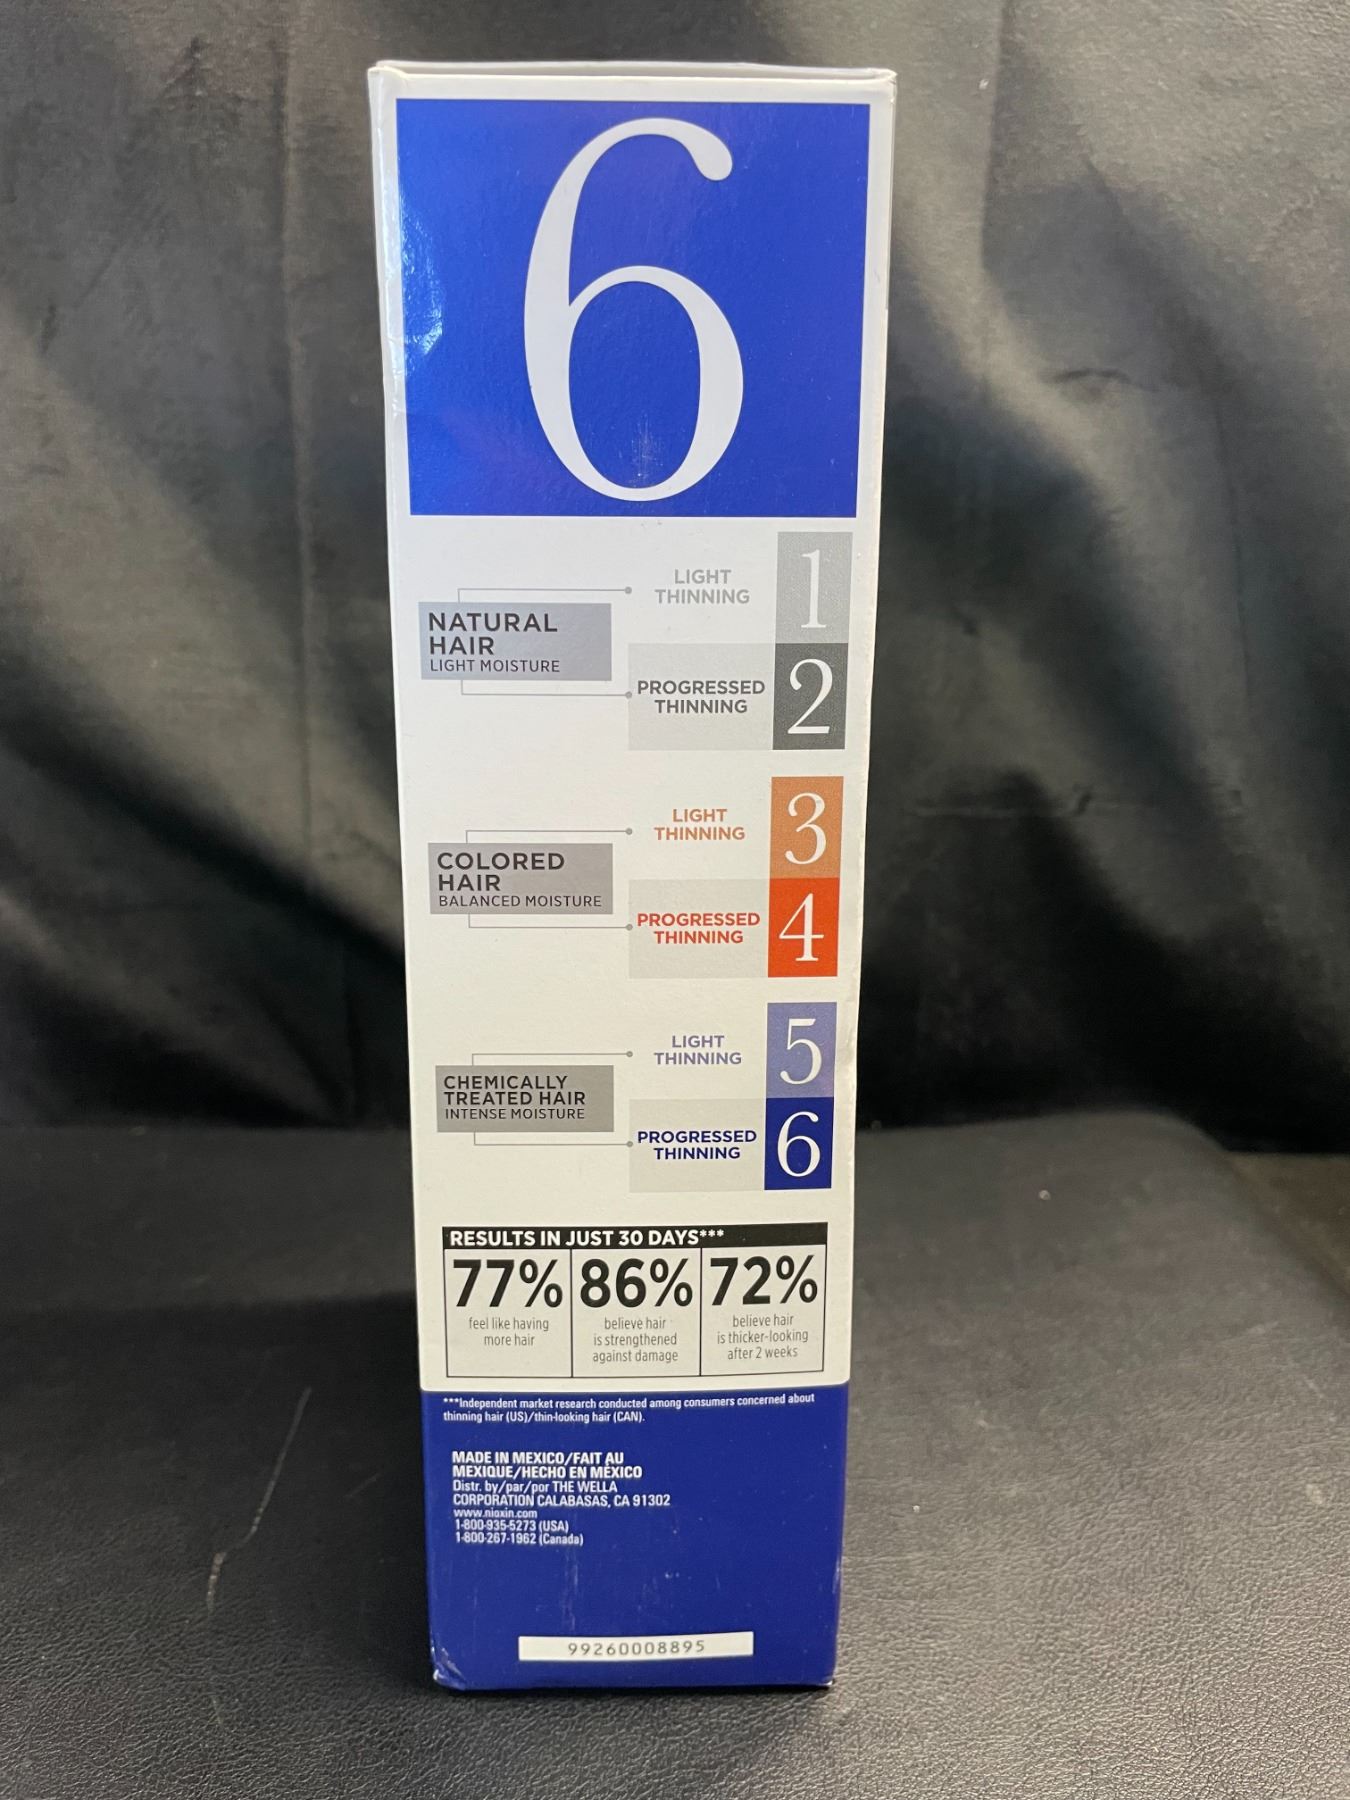 6
LIGHT
THINNING
1
NATURAL
HAIR
LIGHT MOISTURE
PROGRESSED
THINNING
2
LIGHT
THINNING
3
COLORED
HAIR
BALANCED MOISTURE
PROGRESSED
THINNING
4
LIGHT
THINNING
5
CHEMICALLY
TREATED HAIR
INTENSE MOISTURE
PROGRESSED
THINNING
6
RESULTS IN JUST 30 DAYS***
77%
feel like having
more hair
86%
believe hair
is strengthened
against damage
72%
believe hair
is thicker-looking
after 2 weeks
***Independent market research conducted among consumers concerned about
thinning hair (US)/thin-looking hair (CAN).
MADE IN MEXICO/FAIT AU
MEXIQUE/HECHO EN MÉXICO
Distr. by/par/por THE WELLA
CORPORATION CALABASAS, CA 91302
www.nioxin.com
1-800-935-5273 (USA)
1-800-267-1962 (Canada)
99260008895